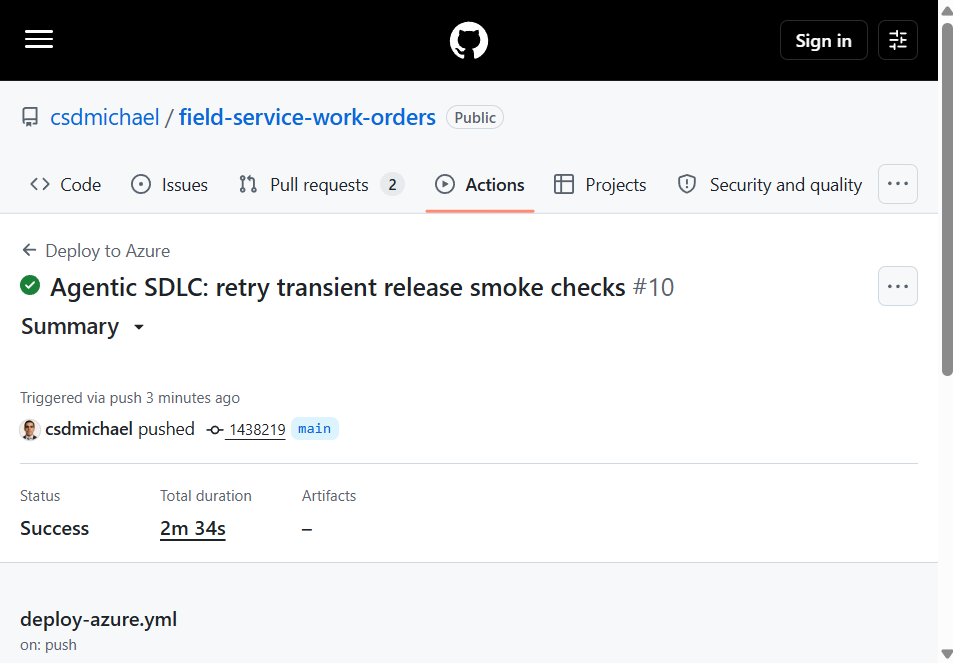 Sign in
csdmichael / field-service-work-orders Public
Code Issues Pull requests 2 Actions Projects Security and quality
Deploy to Azure
Agentic SDLC: retry transient release smoke checks #10
Summary
Triggered via push 3 minutes ago
csdmichael pushed 1438219 main
Status Total duration Artifacts
Success 2m 34s –
deploy-azure.yml
on: push